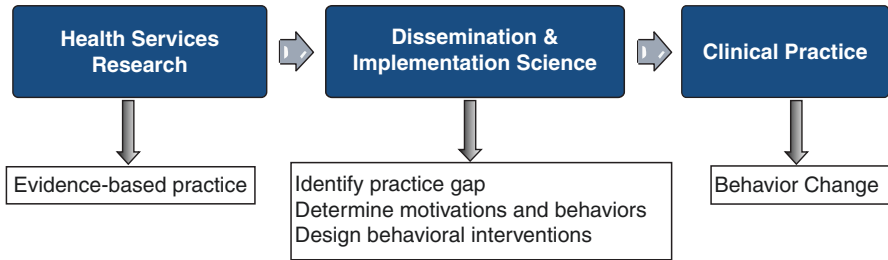 Health Services
Research
Dissemination &
Implementation Science
Clinical Practice
Evidence-based practice
Identify practice gap
Determine motivations and behaviors
Design behavioral interventions
Behavior Change